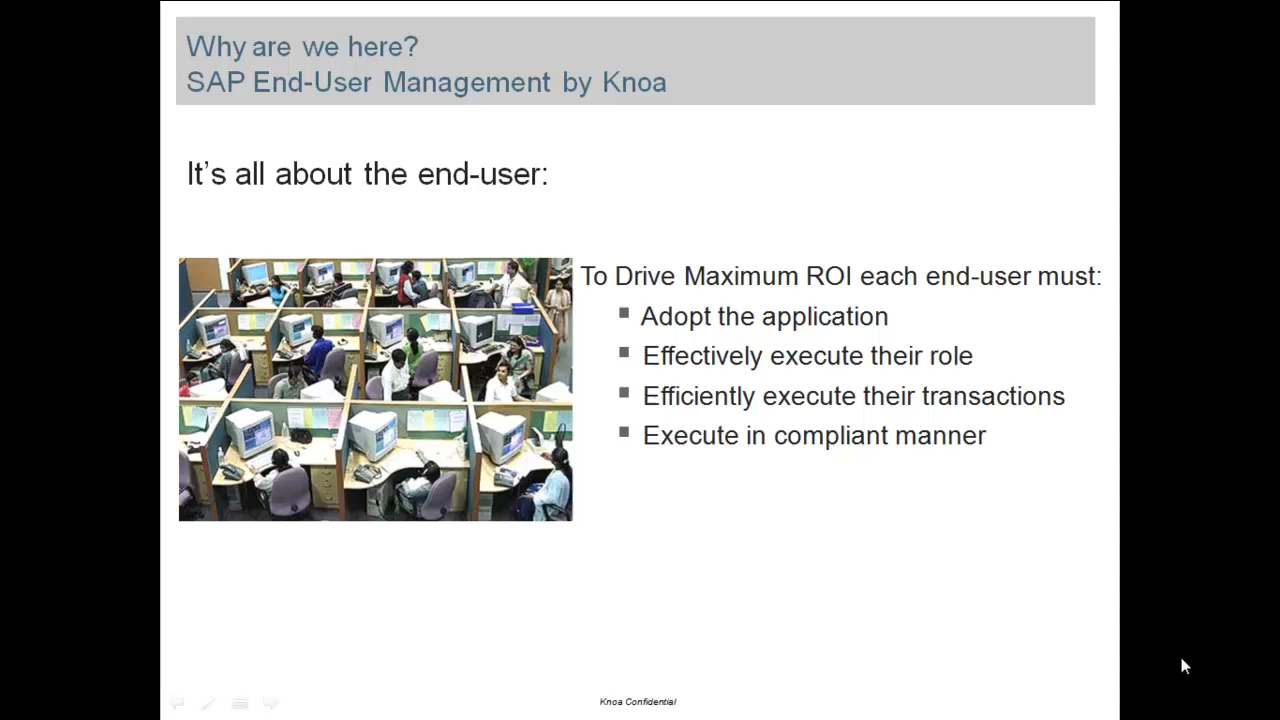 Why are we here?
SAP End-User Management by Knoa
It's all about the end-user:
To Drive Maximum ROI each end-user must:
Adopt the application
Effectively execute their role
Efficiently execute their transactions
Execute in compliant manner
Knoa Confidential